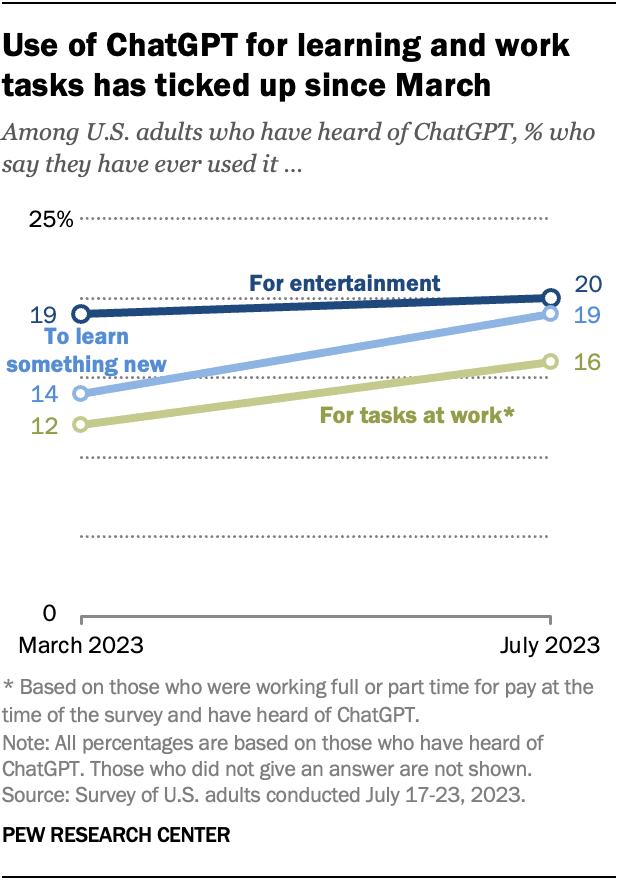 Use of ChatGPT for learning and work
tasks has ticked up since March
Among U.S. adults who have heard of ChatGPT, % who
say they have ever used it ...
25%
For entertainment
20
19
19
To learn
something new
16
14
For tasks at work*
12
0
March 2023
July 2023
* Based on those who were working full or part time for pay at the
time of the survey and have heard of ChatGPT.
Note: All percentages are based on those who have heard of
ChatGPT. Those who did not give an answer are not shown.
Source: Survey of U.S. adults conducted July 17-23, 2023.
PEW RESEARCH CENTER